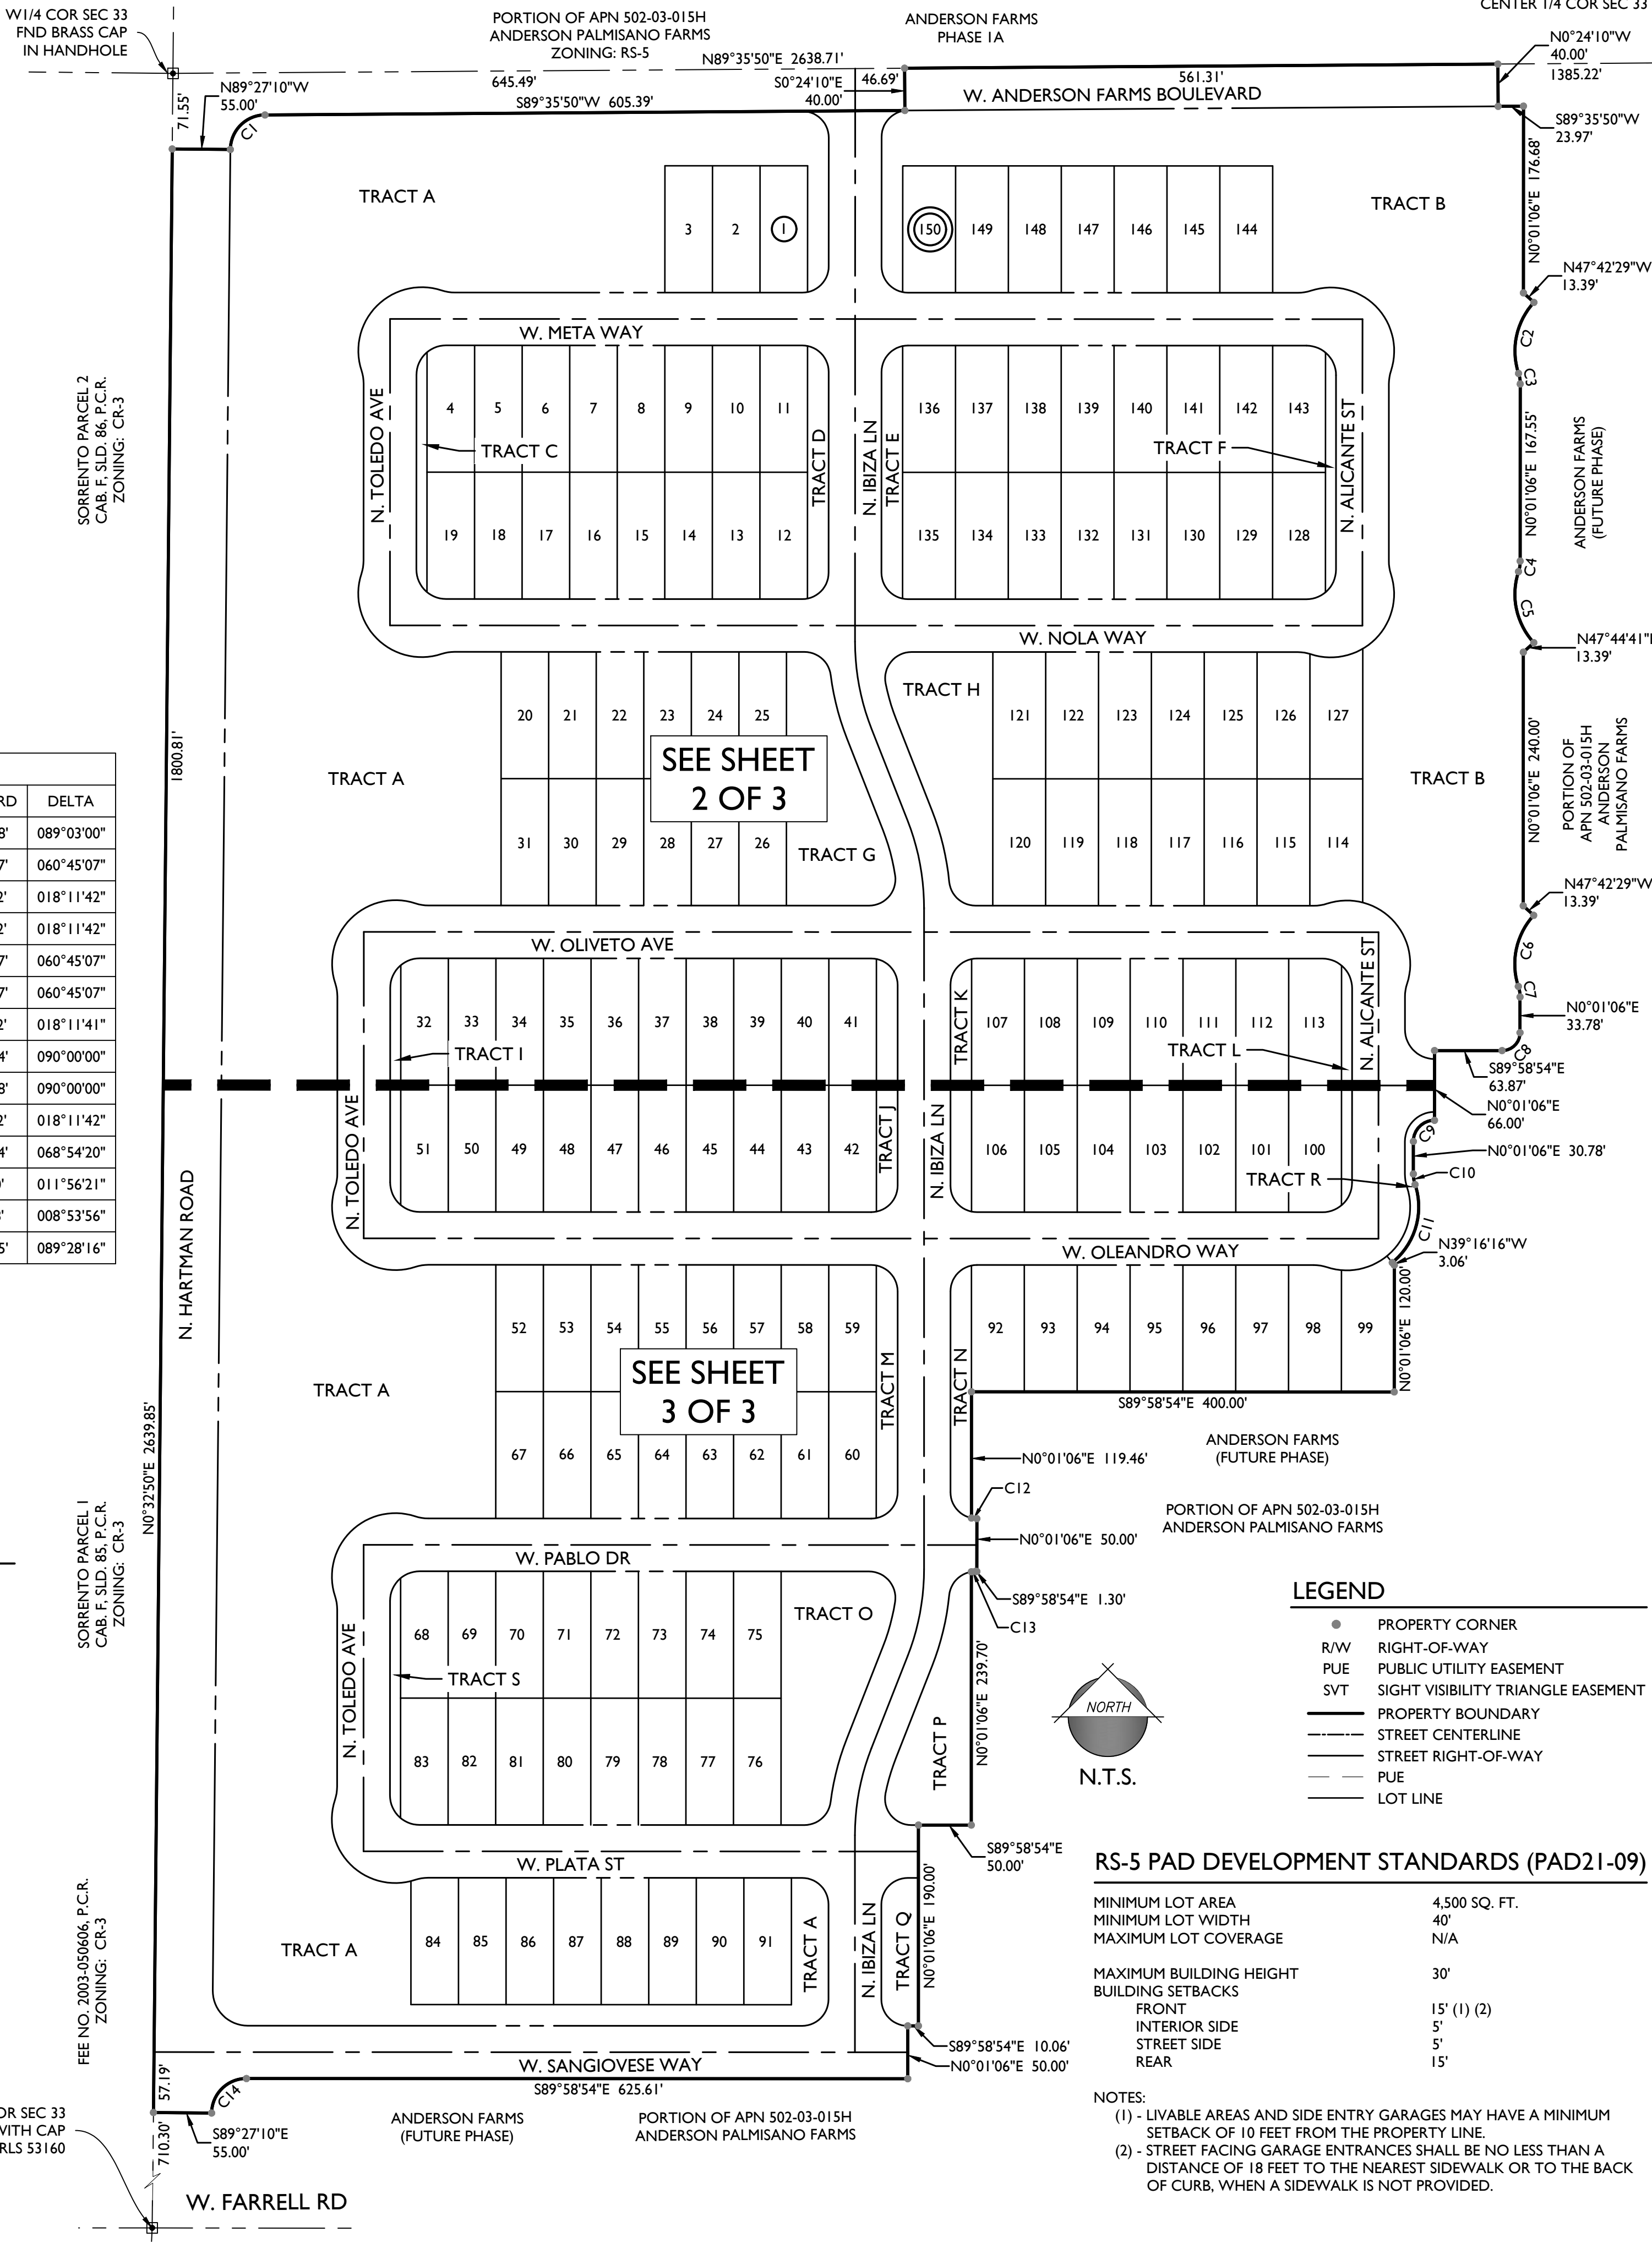 W1/4 COR SEC 33
FND BRASS CAP
IN HANDHOLE
PORTION OF APN 502-03-015H
ANDERSON PALMISANO FARMS
ZONING: RS-5
ANDERSON FARMS
PHASE 1A
CENTER 1/4 COR SEC 33
N0°24'10"W
40.00'
1385.22'
N89°35'50"E 2638.71'
645.49'
S0°24'10"E
40.00'
46.69'
561.31'
N89°27'10"W
55.00'
71.55'
C1
S89°35'50"W 605.39'
W. ANDERSON FARMS BOULEVARD
S89°35'50"W
23.97'
N0°01'06"E 176.68'
TRACT A
TRACT B
3
2
1
150
149
148
147
146
145
144
N47°42'29"W
13.39'
C2
C3
W. META WAY
SORRENTO PARCEL 2
CAB. F, SLD. 86, P.C.R.
ZONING: CR-3
N. TOLEDO AVE
4
5
6
7
8
9
10
11
TRACT C
TRACT D
N. IBIZA LN
TRACT E
136
137
138
139
140
141
142
143
TRACT F
N. ALICANTE ST
N0°01'06"E 167.55'
ANDERSON FARMS
(FUTURE PHASE)
19
18
17
16
15
14
13
12
135
134
133
132
131
130
129
128
C4
C5
W. NOLA WAY
N47°44'41"
13.39'
20
21
22
23
24
25
TRACT H
121
122
123
124
125
126
127
1800.81'
TRACT A
SEE SHEET
2 OF 3
TRACT B
N0°01'06"E 240.00'
PORTION OF
APN 502-03-015H
ANDERSON
PALMISANO FARMS
31
30
29
28
27
26
TRACT G
120
119
118
117
116
115
114
RD DELTA
8' 089°03'00"
7' 060°45'07"
2' 018°11'42"
2' 018°11'42"
7' 060°45'07"
7' 060°45'07"
2' 018°11'41"
4' 090°00'00"
8' 090°00'00"
2' 018°11'42"
4' 068°54'20"
' 011°56'21"
' 008°53'56"
5' 089°28'16"
N47°42'29"W
13.39'
C6
C7
W. OLIVETO AVE
32
33
34
35
36
37
38
39
40
41
TRACT I
TRACT K
107
108
109
110
111
112
113
TRACT L
N. ALICANTE ST
N0°01'06"E
33.78'
C8
S89°58'54"E
63.87'
N0°01'06"E
66.00'
N. TOLEDO AVE
51
50
49
48
47
46
45
44
43
42
TRACT J
N. IBIZA LN
106
105
104
103
102
101
100
TRACT R
C9
N0°01'06"E 30.78'
C10
C11
W. OLEANDRO WAY
N39°16'16"W
3.06'
N. HARTMAN ROAD
52
53
54
55
56
57
58
59
TRACT M
TRACT N
92
93
94
95
96
97
98
99
N0°01'06"E 120.00'
TRACT A
SEE SHEET
3 OF 3
S89°58'54"E 400.00'
N0°32'50"E 2639.85'
67
66
65
64
63
62
61
60
N0°01'06"E 119.46'
ANDERSON FARMS
(FUTURE PHASE)
C12
PORTION OF APN 502-03-015H
ANDERSON PALMISANO FARMS
N0°01'06"E 50.00'
SORRENTO PARCEL 1
CAB. F, SLD. 85, P.C.R.
ZONING: CR-3
W. PABLO DR
S89°58'54"E 1.30'
C13
N. TOLEDO AVE
68
69
70
71
72
73
74
75
TRACT O
TRACT S
83
82
81
80
79
78
77
76
TRACT P
N0°01'06"E 239.70'
NORTH
N.T.S.
LEGEND
PROPERTY CORNER
R/W RIGHT-OF-WAY
PUE PUBLIC UTILITY EASEMENT
SVT SIGHT VISIBILITY TRIANGLE EASEMENT
PROPERTY BOUNDARY
STREET CENTERLINE
STREET RIGHT-OF-WAY
PUE
LOT LINE
S89°58'54"E
50.00'
W. PLATA ST
FEE NO. 2003-050606, P.C.R.
ZONING: CR-3
TRACT A
84
85
86
87
88
89
90
91
TRACT A
N. IBIZA LN
TRACT Q
N0°01'06"E 190.00'
RS-5 PAD DEVELOPMENT STANDARDS (PAD21-09)
MINIMUM LOT AREA 4,500 SQ. FT.
MINIMUM LOT WIDTH 40'
MAXIMUM LOT COVERAGE N/A
MAXIMUM BUILDING HEIGHT 30'
BUILDING SETBACKS
FRONT 15' (1) (2)
INTERIOR SIDE 5'
STREET SIDE 5'
REAR 15'
NOTES:
(1) - LIVABLE AREAS AND SIDE ENTRY GARAGES MAY HAVE A MINIMUM
SETBACK OF 10 FEET FROM THE PROPERTY LINE.
(2) - STREET FACING GARAGE ENTRANCES SHALL BE NO LESS THAN A
DISTANCE OF 18 FEET TO THE NEAREST SIDEWALK OR TO THE BACK
OF CURB, WHEN A SIDEWALK IS NOT PROVIDED.
S89°58'54"E 10.06'
N0°01'06"E 50.00'
W. SANGIOVESE WAY
S89°58'54"E 625.61'
57.19'
C14
S89°27'10"E
55.00'
710.30'
ANDERSON FARMS
(FUTURE PHASE)
PORTION OF APN 502-03-015H
ANDERSON PALMISANO FARMS
OR SEC 33
WITH CAP
RLS 53160
W. FARRELL RD